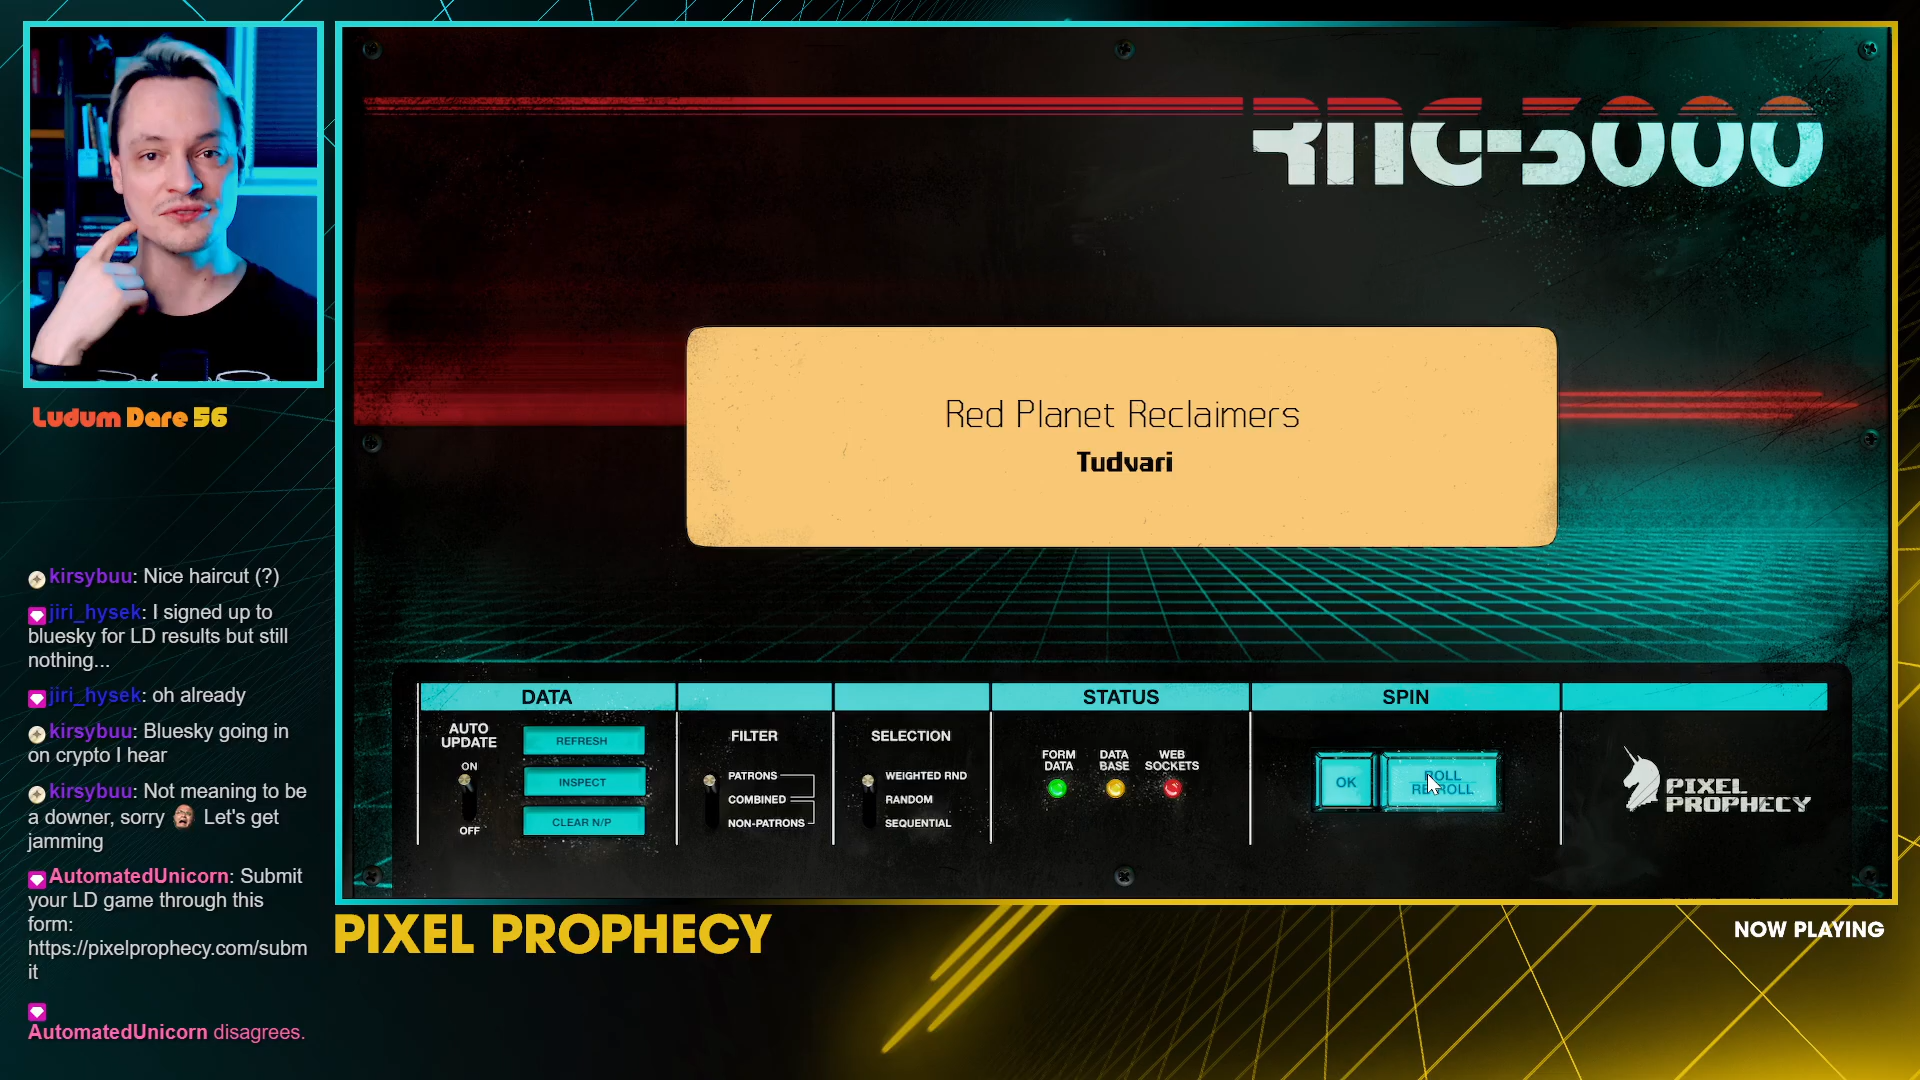 RNG-3000
Ludum Dare 56
Red Planet Reclaimers
Tudvari
kirsybuu: Nice haircut (?)
jiri_hysek: I signed up to
bluesky for LD results but still
nothing...
jiri_hysek: oh already
kirsybuu: Bluesky going in
on crypto I hear
kirsybuu: Not meaning to be
a downer, sorry Let's get
jamming
AutomatedUnicorn: Submit
your LD game through this
form:
https://pixelprophecy.com/subm
it
AutomatedUnicorn disagrees.
DATA
AUTO
UPDATE
ON
OFF
REFRESH
INSPECT
CLEAR N/P
FILTER
PATRONS
COMBINED
NON-PATRONS
SELECTION
WEIGHTED RND
RANDOM
SEQUENTIAL
STATUS
FORM
DATA
DATA
BASE
WEB
SOCKETS
SPIN
OK
ROLL
REROLL
PIXEL
PROPHECY
PIXEL PROPHECY
NOW PLAYING